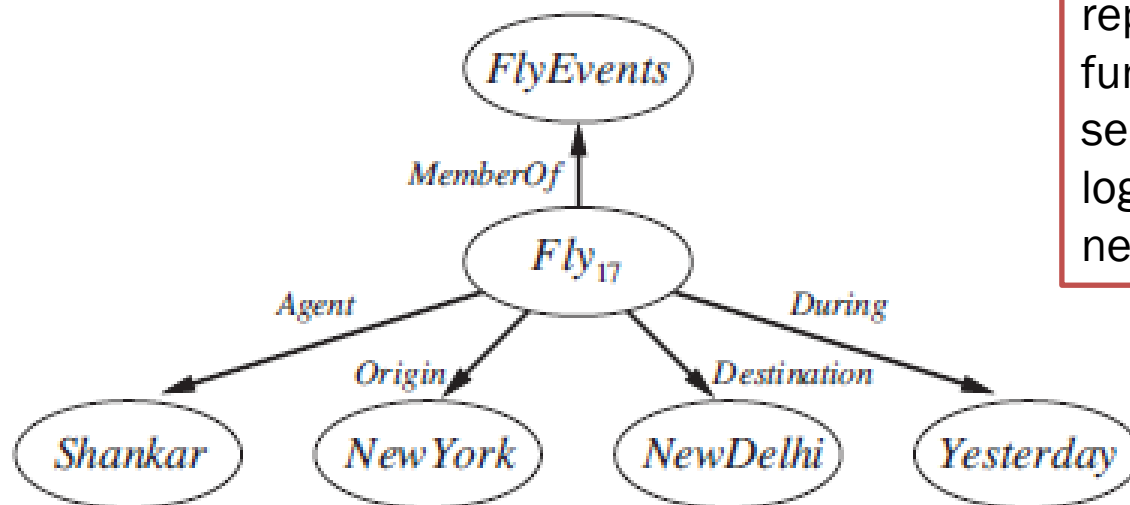 FlyEvents
MemberOf
Fly17
Agent
During
Origin
Destination
Shankar
NewYork
NewDelhi
Yesterday